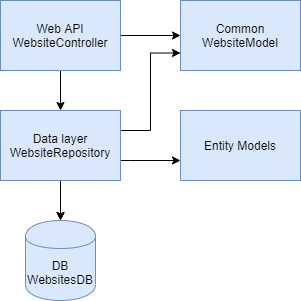 Web API
WebsiteController
Common
WebsiteModel
Data layer
WebsiteRepository
Entity Models
DB
WebsitesDB